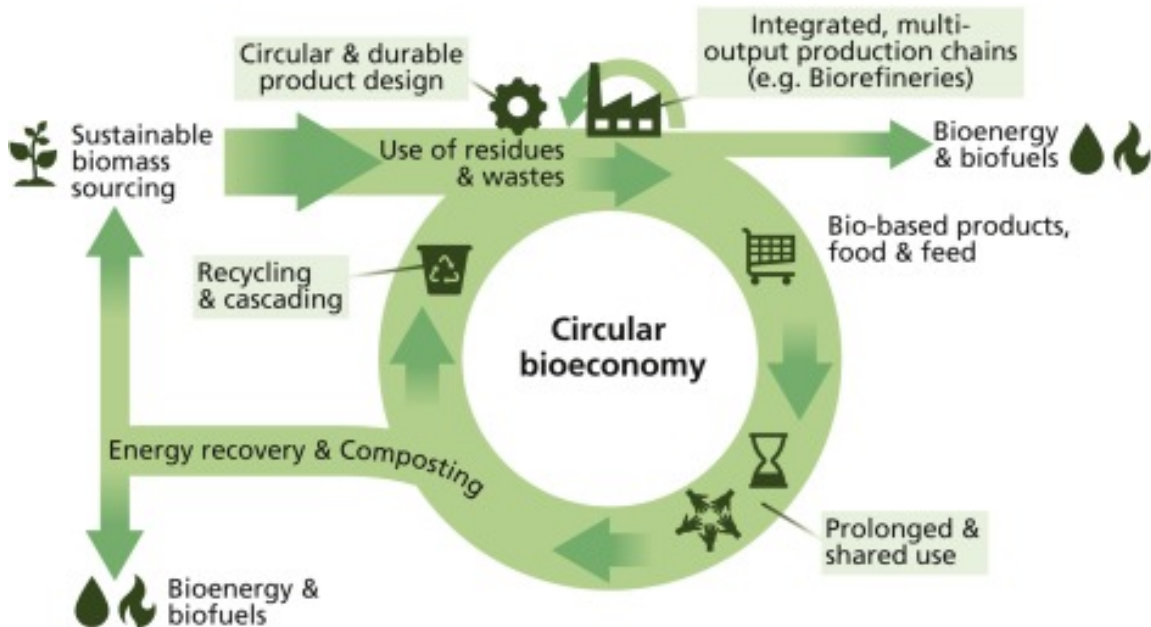 Circular & durable
product design
Integrated, multi-
output production chains
(e.g. Biorefineries)
Sustainable
biomass
sourcing
Use of residues
& wastes
Bioenergy
& biofuels
Bio-based products,
food & feed
Recycling
& cascading
Circular
bioeconomy
Energy recovery & Composting
Prolonged &
shared use
Bioenergy &
biofuels